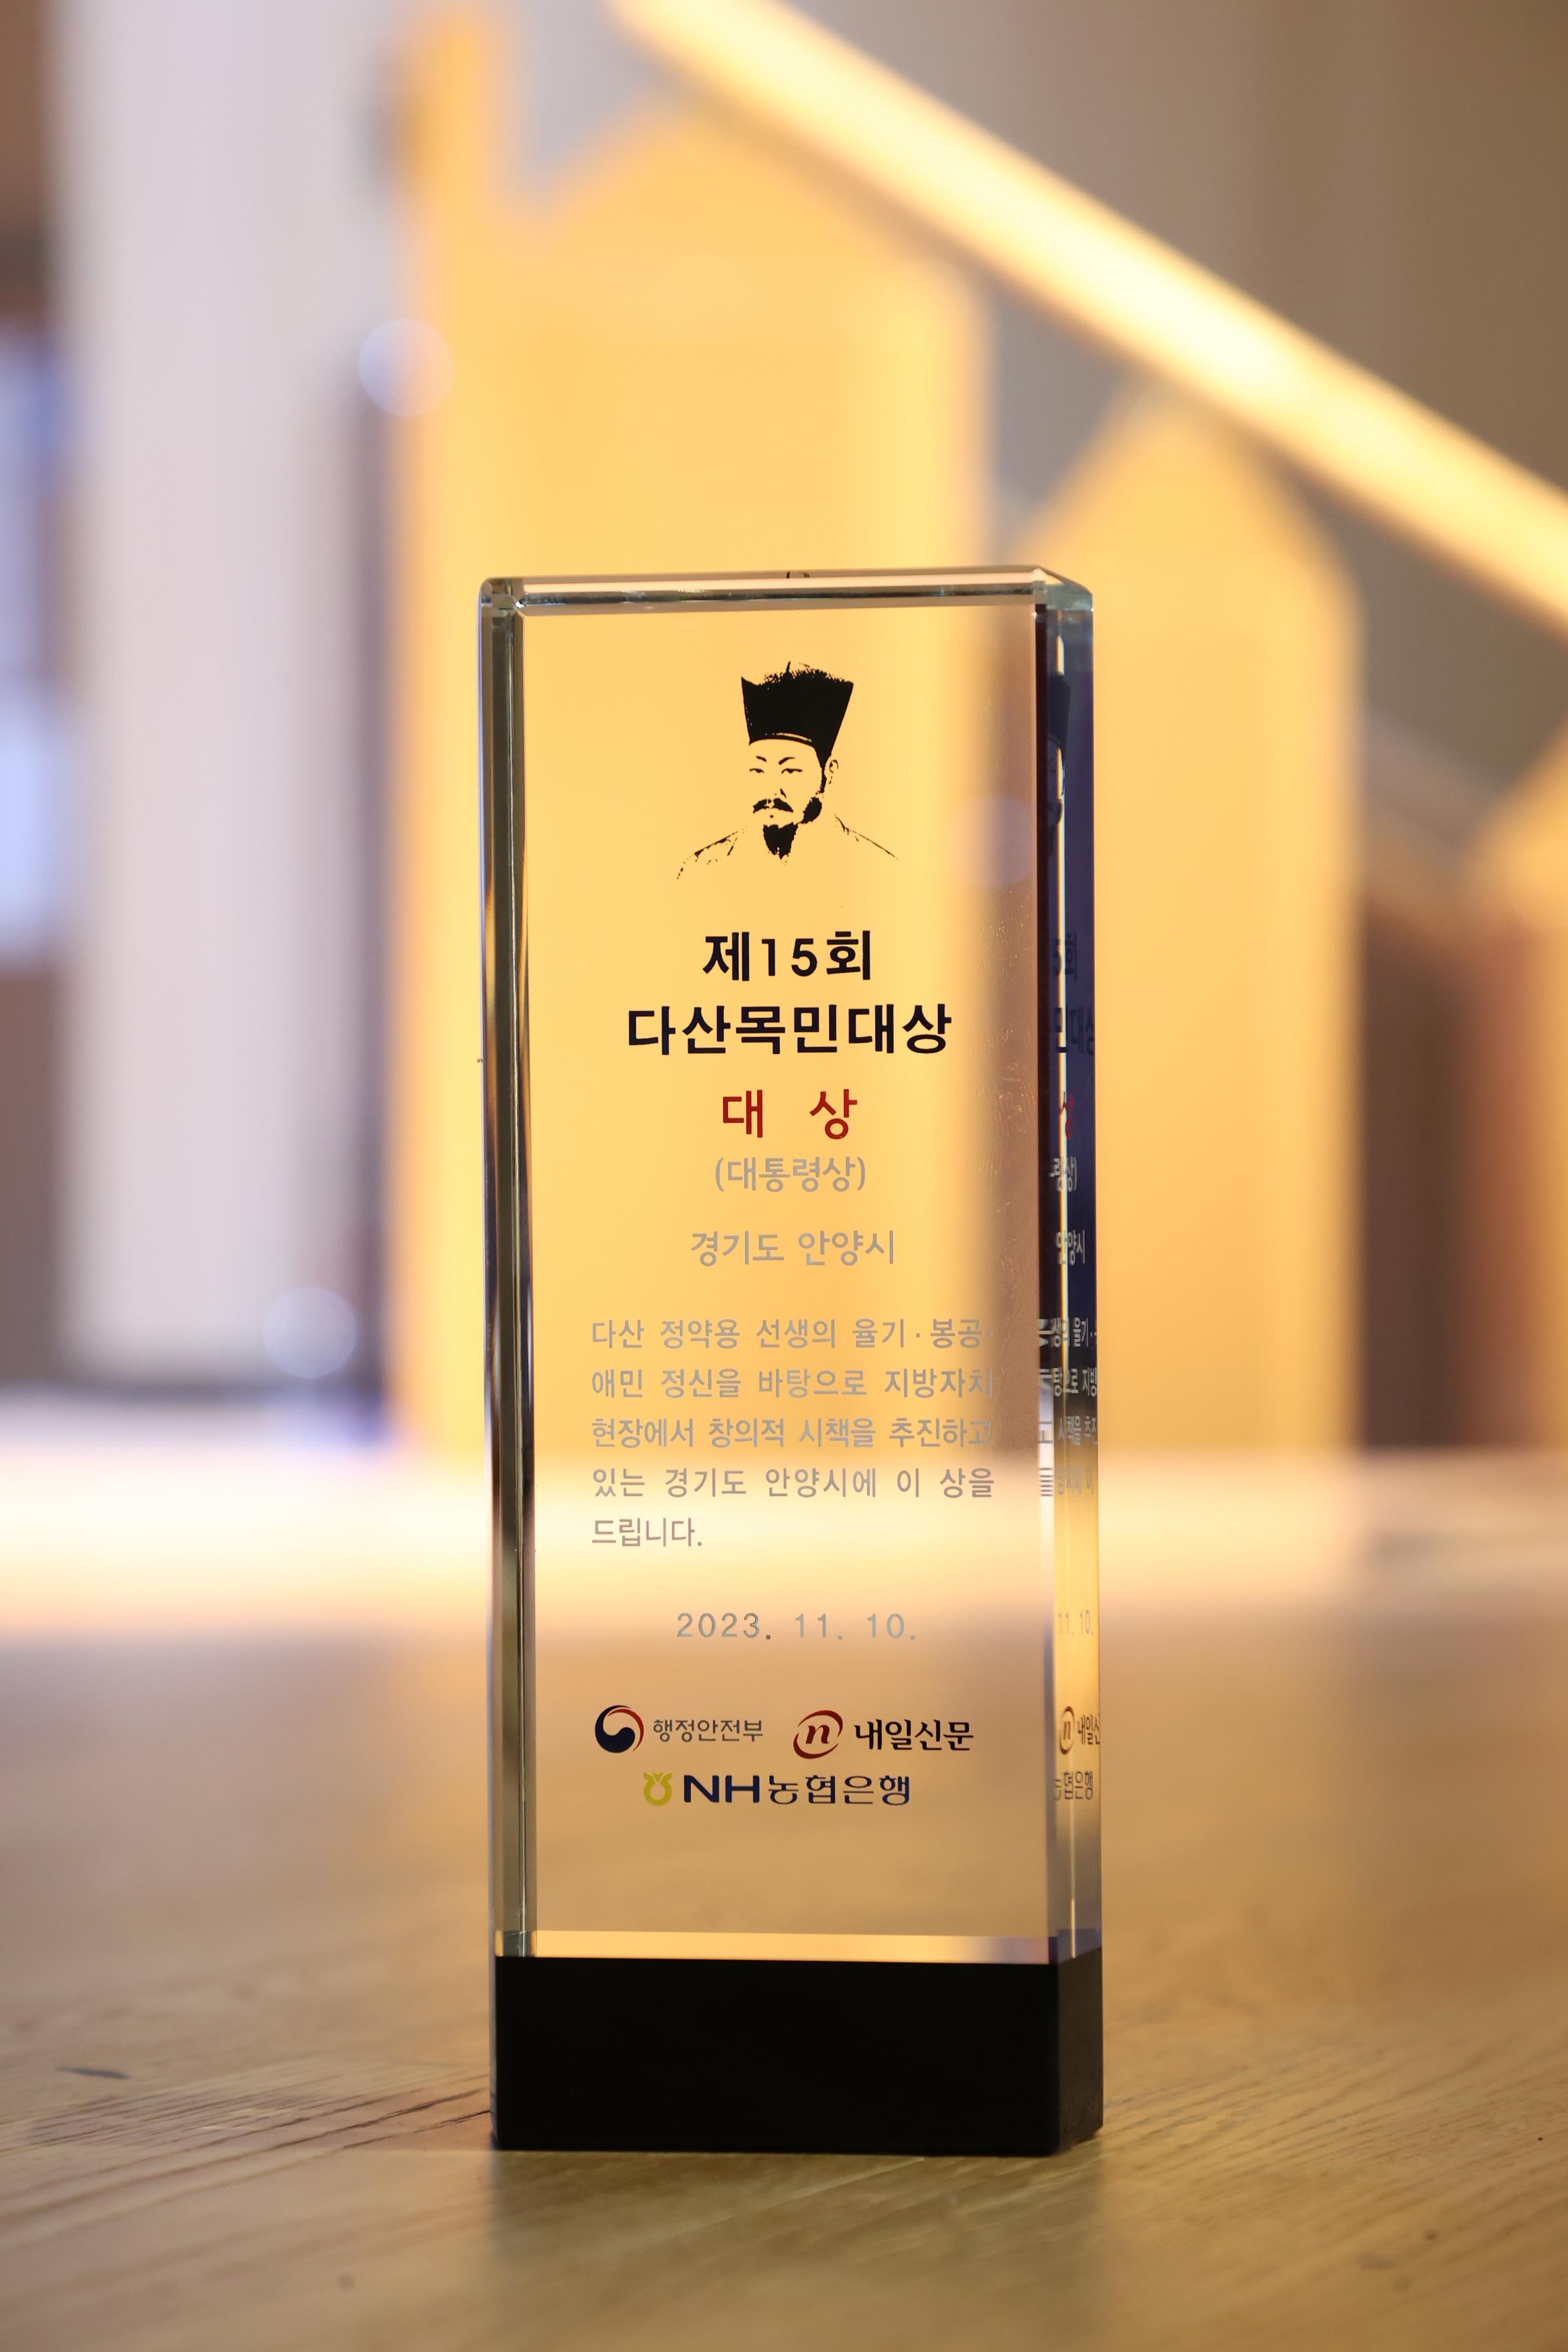 제15회
다산목민대상
대 상
(대통령상)
경기도 안양시
다산 정약용 선생의 율기·봉공·
애민 정신을 바탕으로 지방자치
현장에서 창의적 시책을 추진하고
있는 경기도 안양시에 이 상을
드립니다.
2023. 11. 10.
행정안전부 n 내일신문
NH농협은행